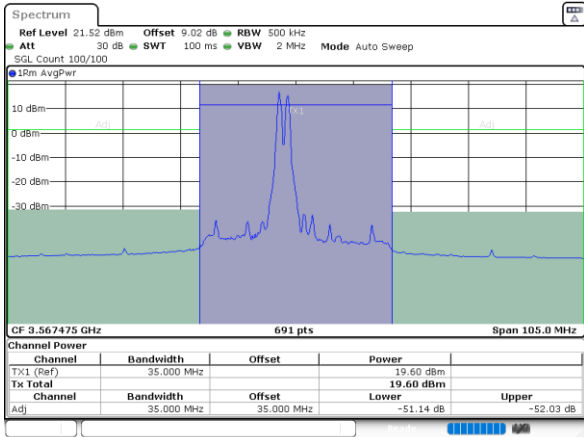 Spectrum
Ref Level 21.52 dBm Offset 9.02 dB RBW 500 kHz
Att 30 dB SWT 100 ms VBW 2 MHz Mode Auto Sweep
SGL Count 100/100
1Rm AvgPwr
10 dBm
TX1
Adj Adj
0 dBm
-10 dBm
-20 dBm
-30 dBm
CF 3.567475 GHz 691 pts Span 105.0 MHz
Channel Power
Channel Bandwidth Offset Power
TX1 (Ref) 35.000 MHz 19.60 dBm
Tx Total 19.60 dBm
Channel Bandwidth Offset Lower Upper
Adj 35.000 MHz 35.000 MHz -51.14 dB -52.03 dB
Ready